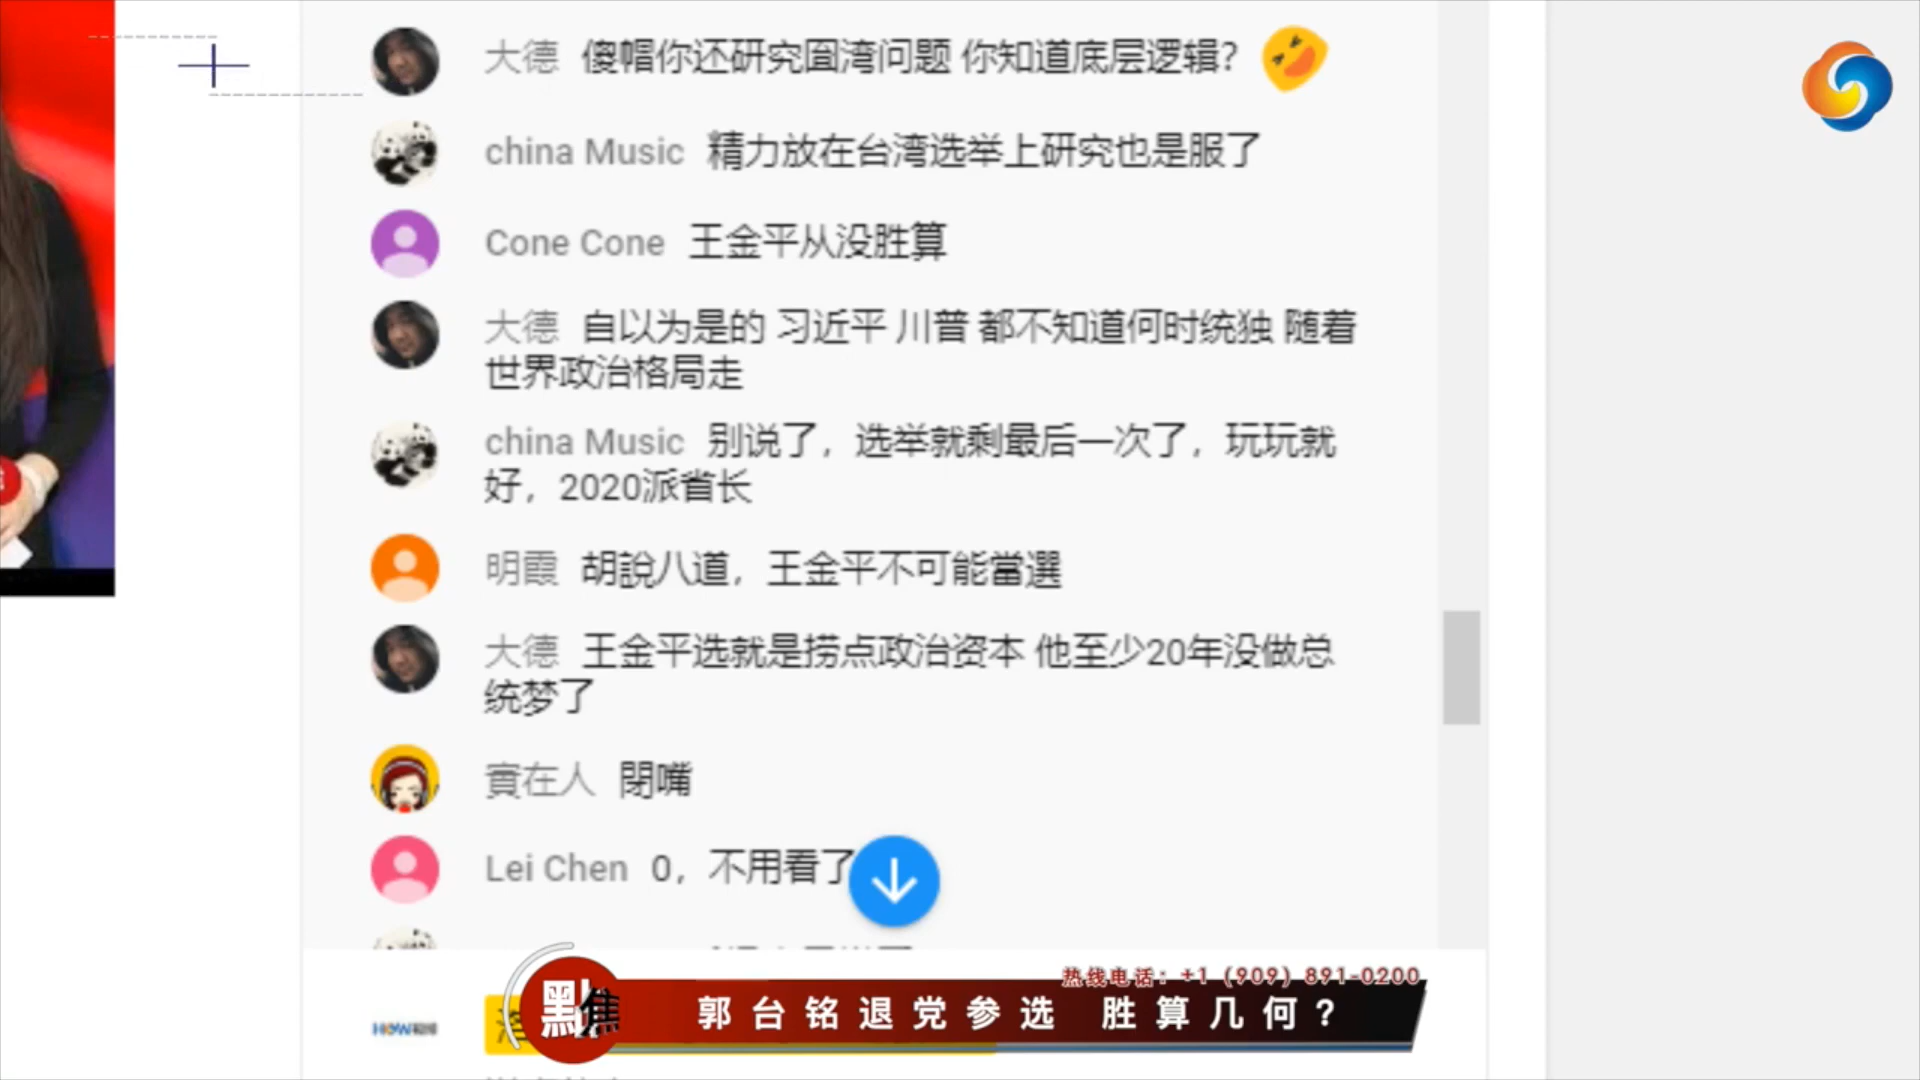 大德 傻帽你还研究囼湾问题 你知道底层逻辑?
china Music 精力放在台湾选举上研究也是服了
Cone Cone 王金平从没胜算
大德 自以为是的 习近平 川普 都不知道何时统独 随着
世界政治格局走
china Music 别说了，选举就剩最后一次了，玩玩就
好，2020派省长
明霞 胡說八道，王金平不可能當選
大德 王金平选就是捞点政治资本 他至少20年没做总
统梦了
實在人 閉嘴
Lei Chen 0，不用看了
热线电话：+1 (909) 891-0200
點焦 郭台铭退党参选 胜算几何？